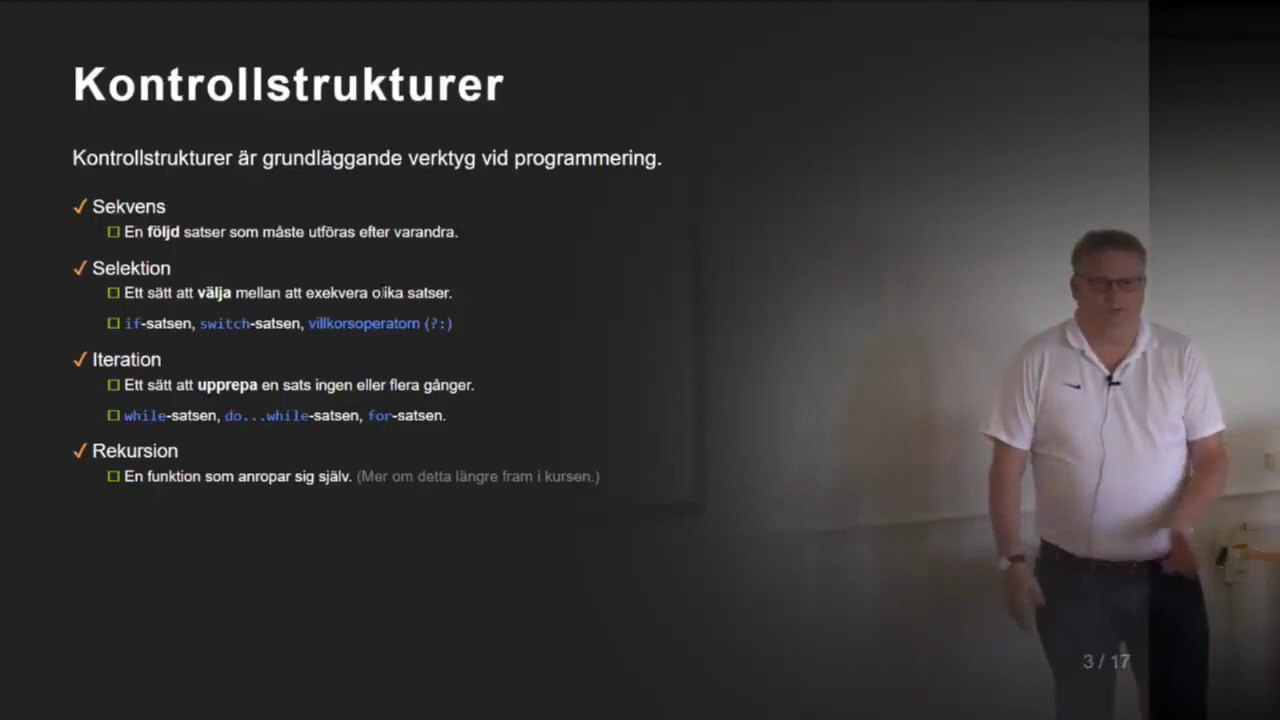 Kontrollstrukturer
Kontrollstrukturer är grundläggande verktyg vid programmering.
✓ Sekvens
□ En följd satser som måste utföras efter varandra.
✓ Selektion
□ Ett sätt att välja mellan att exekvera olika satser.
□ if-satsen, switch-satsen, villkorsoperatorn (?:)
✓ Iteration
□ Ett sätt att upprepa en sats ingen eller flera gånger.
□ while-satsen, do...while-satsen, for-satsen.
✓ Rekursion
□ En funktion som anropar sig själv. (Mer om detta längre fram i kursen.)
3 / 17